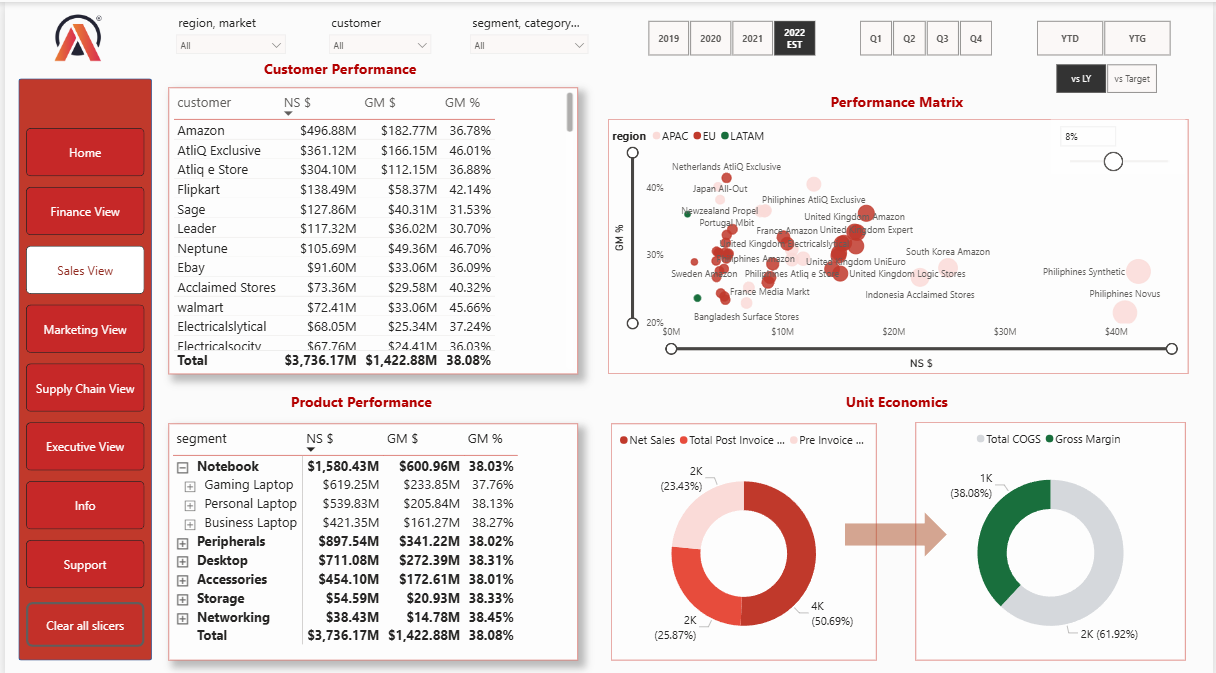 region, market
All
customer
All
segment, category...
All
2019
2020
2021
2022
EST
Q1
Q2
Q3
Q4
YTD
YTG
vs LY
vs Target
Home
Finance View
Sales View
Marketing View
Supply Chain View
Executive View
Info
Support
Clear all slicers
Customer Performance
customer NS $ GM $ GM %
Amazon $496.88M $182.77M 36.78%
AtliQ Exclusive $361.12M $166.15M 46.01%
Atliq e Store $304.10M $112.15M 36.88%
Flipkart $138.49M $58.37M 42.14%
Sage $127.86M $40.31M 31.53%
Leader $117.32M $36.02M 30.70%
Neptune $105.69M $49.36M 46.70%
Ebay $91.60M $33.06M 36.09%
Acclaimed Stores $73.36M $29.58M 40.32%
walmart $72.41M $33.06M 45.66%
Electricalslytical $68.05M $25.34M 37.24%
Electricalsocity $67.76M $24.41M 36.03%
Total $3,736.17M $1,422.88M 38.08%
Performance Matrix
region APAC EU LATAM
8%
GM %
40%
30%
20%
Netherlands AtliQ Exclusive
Japan All-Out
Philiphines AtliQ Exclusive
Newzealand Propel
Portugal Mbit
United Kingdom Amazon
France Amazon
United Kingdom Expert
United Kingdom Electricalslytical
South Korea Amazon
Philiphines Amazon
United Kingdom UniEuro
Sweden Amazon
Philiphines Atliq e Store
United Kingdom Logic Stores
Philiphines Synthetic
France Media Markt
Indonesia Acclaimed Stores
Philiphines Novus
Bangladesh Surface Stores
$0M $10M $20M $30M $40M
NS $
Product Performance
segment NS $ GM $ GM %
Notebook $1,580.43M $600.96M 38.03%
Gaming Laptop $619.25M $233.85M 37.76%
Personal Laptop $539.83M $205.84M 38.13%
Business Laptop $421.35M $161.27M 38.27%
Peripherals $897.54M $341.22M 38.02%
Desktop $711.08M $272.39M 38.31%
Accessories $454.10M $172.61M 38.01%
Storage $54.59M $20.93M 38.33%
Networking $38.43M $14.78M 38.45%
Total $3,736.17M $1,422.88M 38.08%
Unit Economics
Net Sales Total Post Invoice ... Pre Invoice ...
2K
(23.43%)
2K
(25.87%)
4K
(50.69%)
Total COGS Gross Margin
1K
(38.08%)
2K (61.92%)